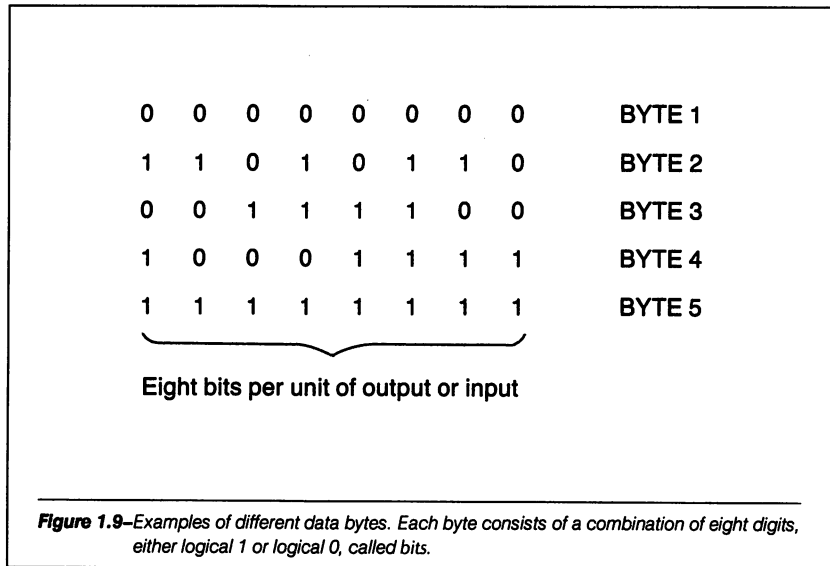 0 0 0 0 0 0 0 0 BYTE 1
1 1 0 1 0 1 1 0 BYTE 2
0 0 1 1 1 1 0 0 BYTE 3
1 0 0 0 1 1 1 1 BYTE 4
1 1 1 1 1 1 1 1 BYTE 5
Eight bits per unit of output or input
Figure 1.9–Examples of different data bytes. Each byte consists of a combination of eight digits,
either logical 1 or logical 0, called bits.